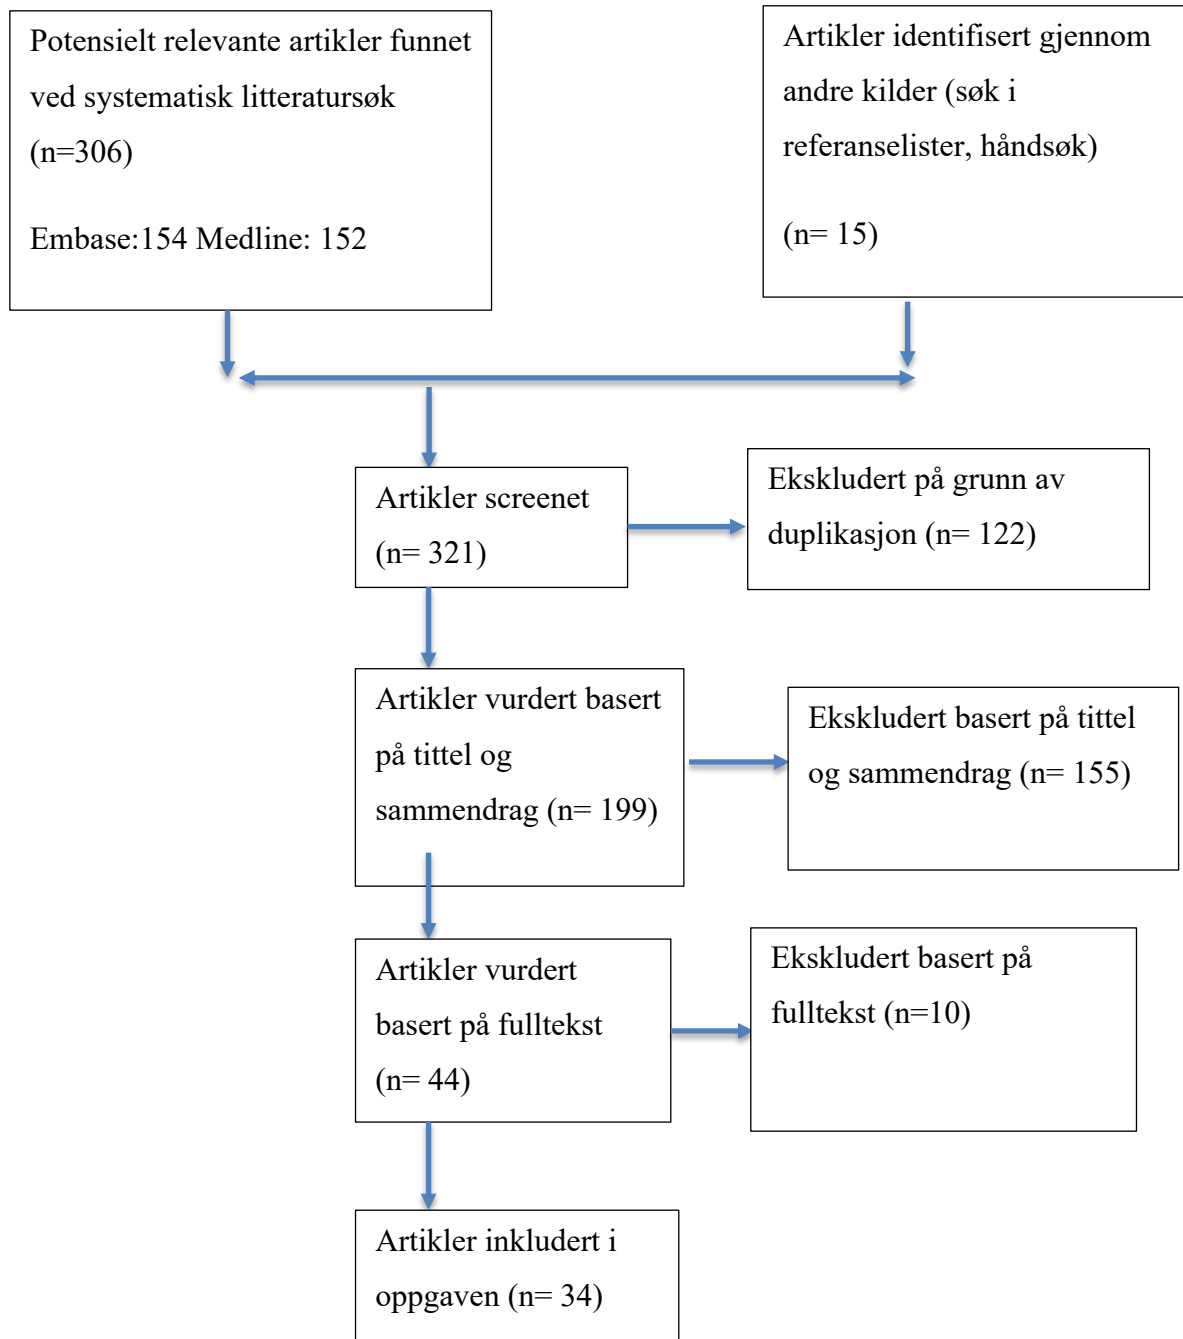 Potensielt relevante artikler funnet
ved systematisk litteratursøk
(n=306)
Embase:154 Medline: 152
Artikler identifisert gjennom
andre kilder (søk i
referanselister, håndsøk)
(n= 15)
Artikler screenet
(n= 321)
Ekskludert på grunn av
duplikasjon (n= 122)
Artikler vurdert basert
på tittel og
sammendrag (n= 199)
Ekskludert basert på tittel
og sammendrag (n= 155)
Artikler vurdert
basert på fulltekst
(n= 44)
Ekskludert basert på
fulltekst (n=10)
Artikler inkludert i
oppgaven (n= 34)